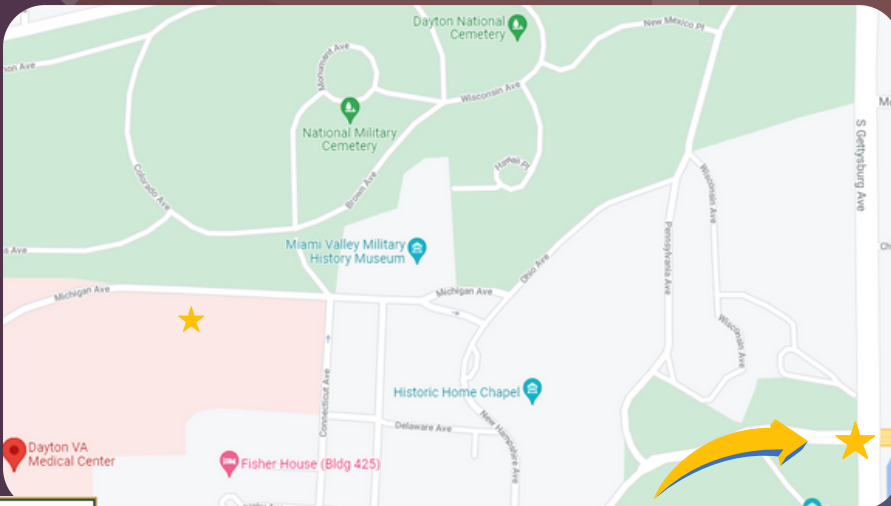 Dayton National
Cemetery
New Mexico Pl
Monument Ave
non Ave
Wisconsin Ave
National Military
Cemetery
S Gettysburg Ave
Hawaii Pl
Colorado Ave
Brown Ave
Wisconsin Ave
Pennsylvania Ave
Miami Valley Military
History Museum
Ohio Ave
Michigan Ave
Michigan Ave
Wisconsin Ave
Connecticut Ave
Historic Home Chapel
Delaware Ave
New Hampshire Ave
Dayton VA
Medical Center
Fisher House (Bldg 425)